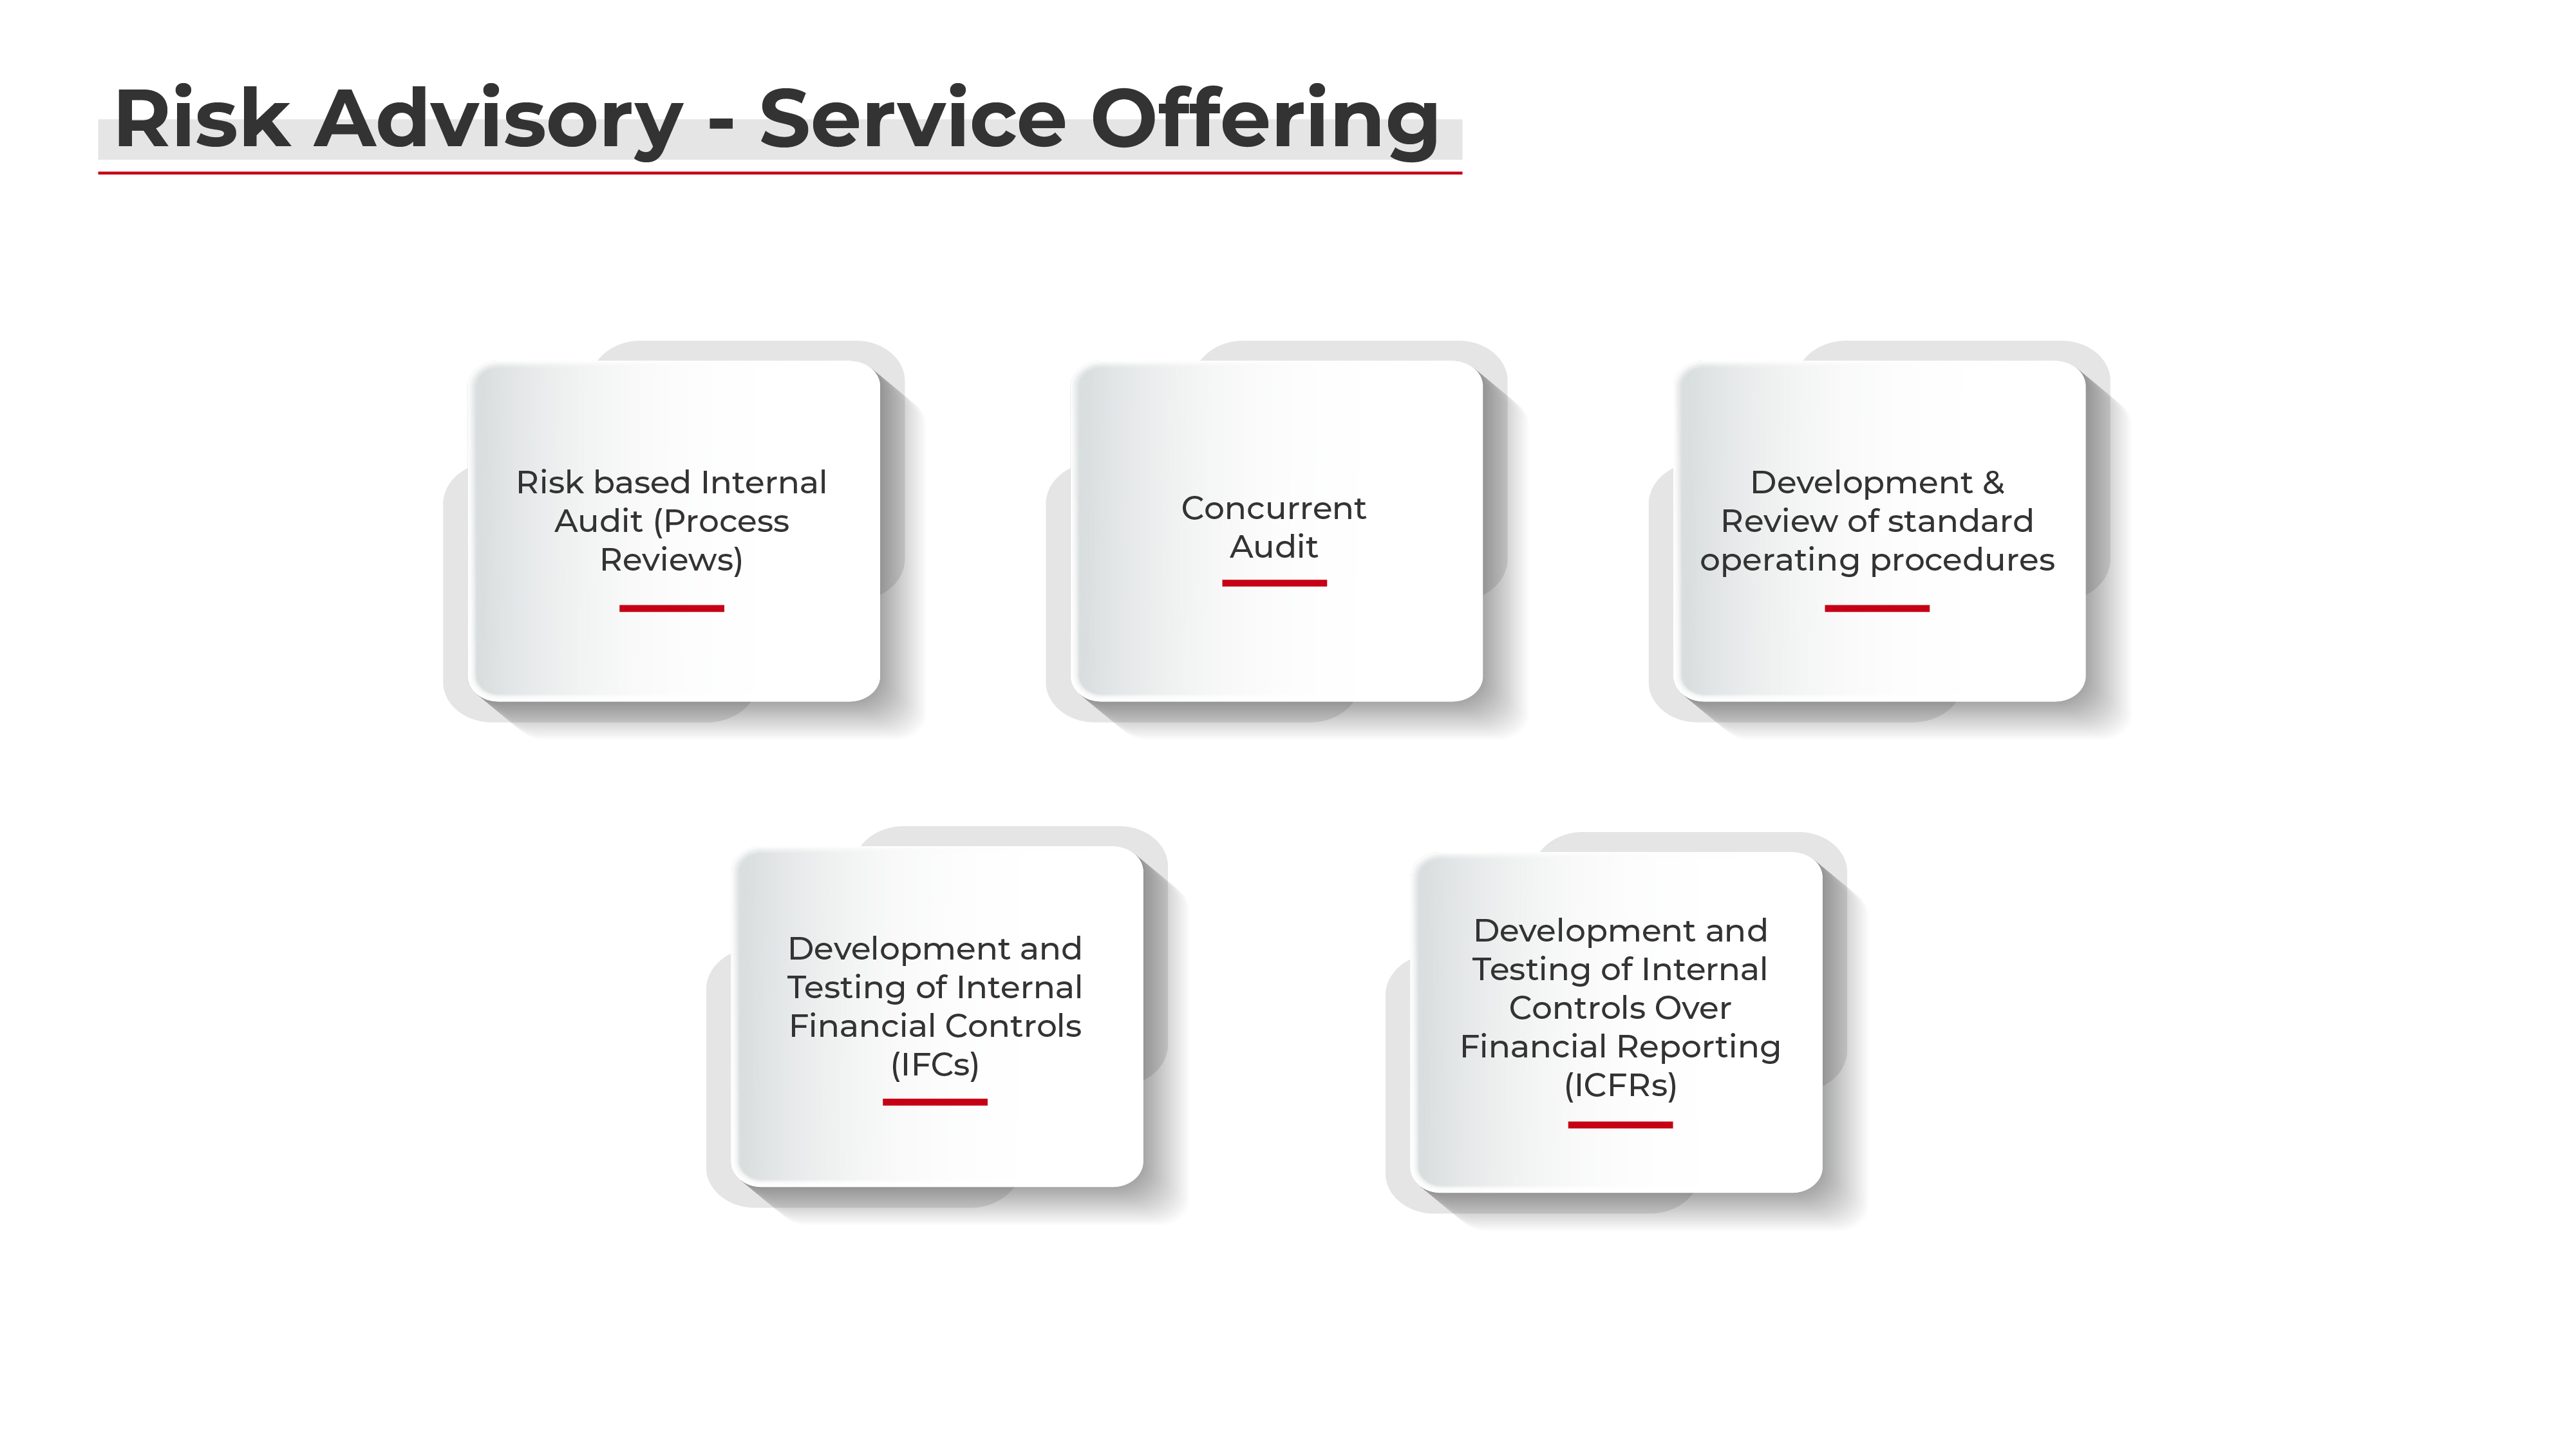 Risk Advisory - Service Offering
Risk based Internal
Audit (Process
Reviews)
Concurrent
Audit
Development &
Review of standard
operating procedures
Development and
Testing of Internal
Financial Controls
(IFCs)
Development and
Testing of Internal
Controls Over
Financial Reporting
(ICFRs)